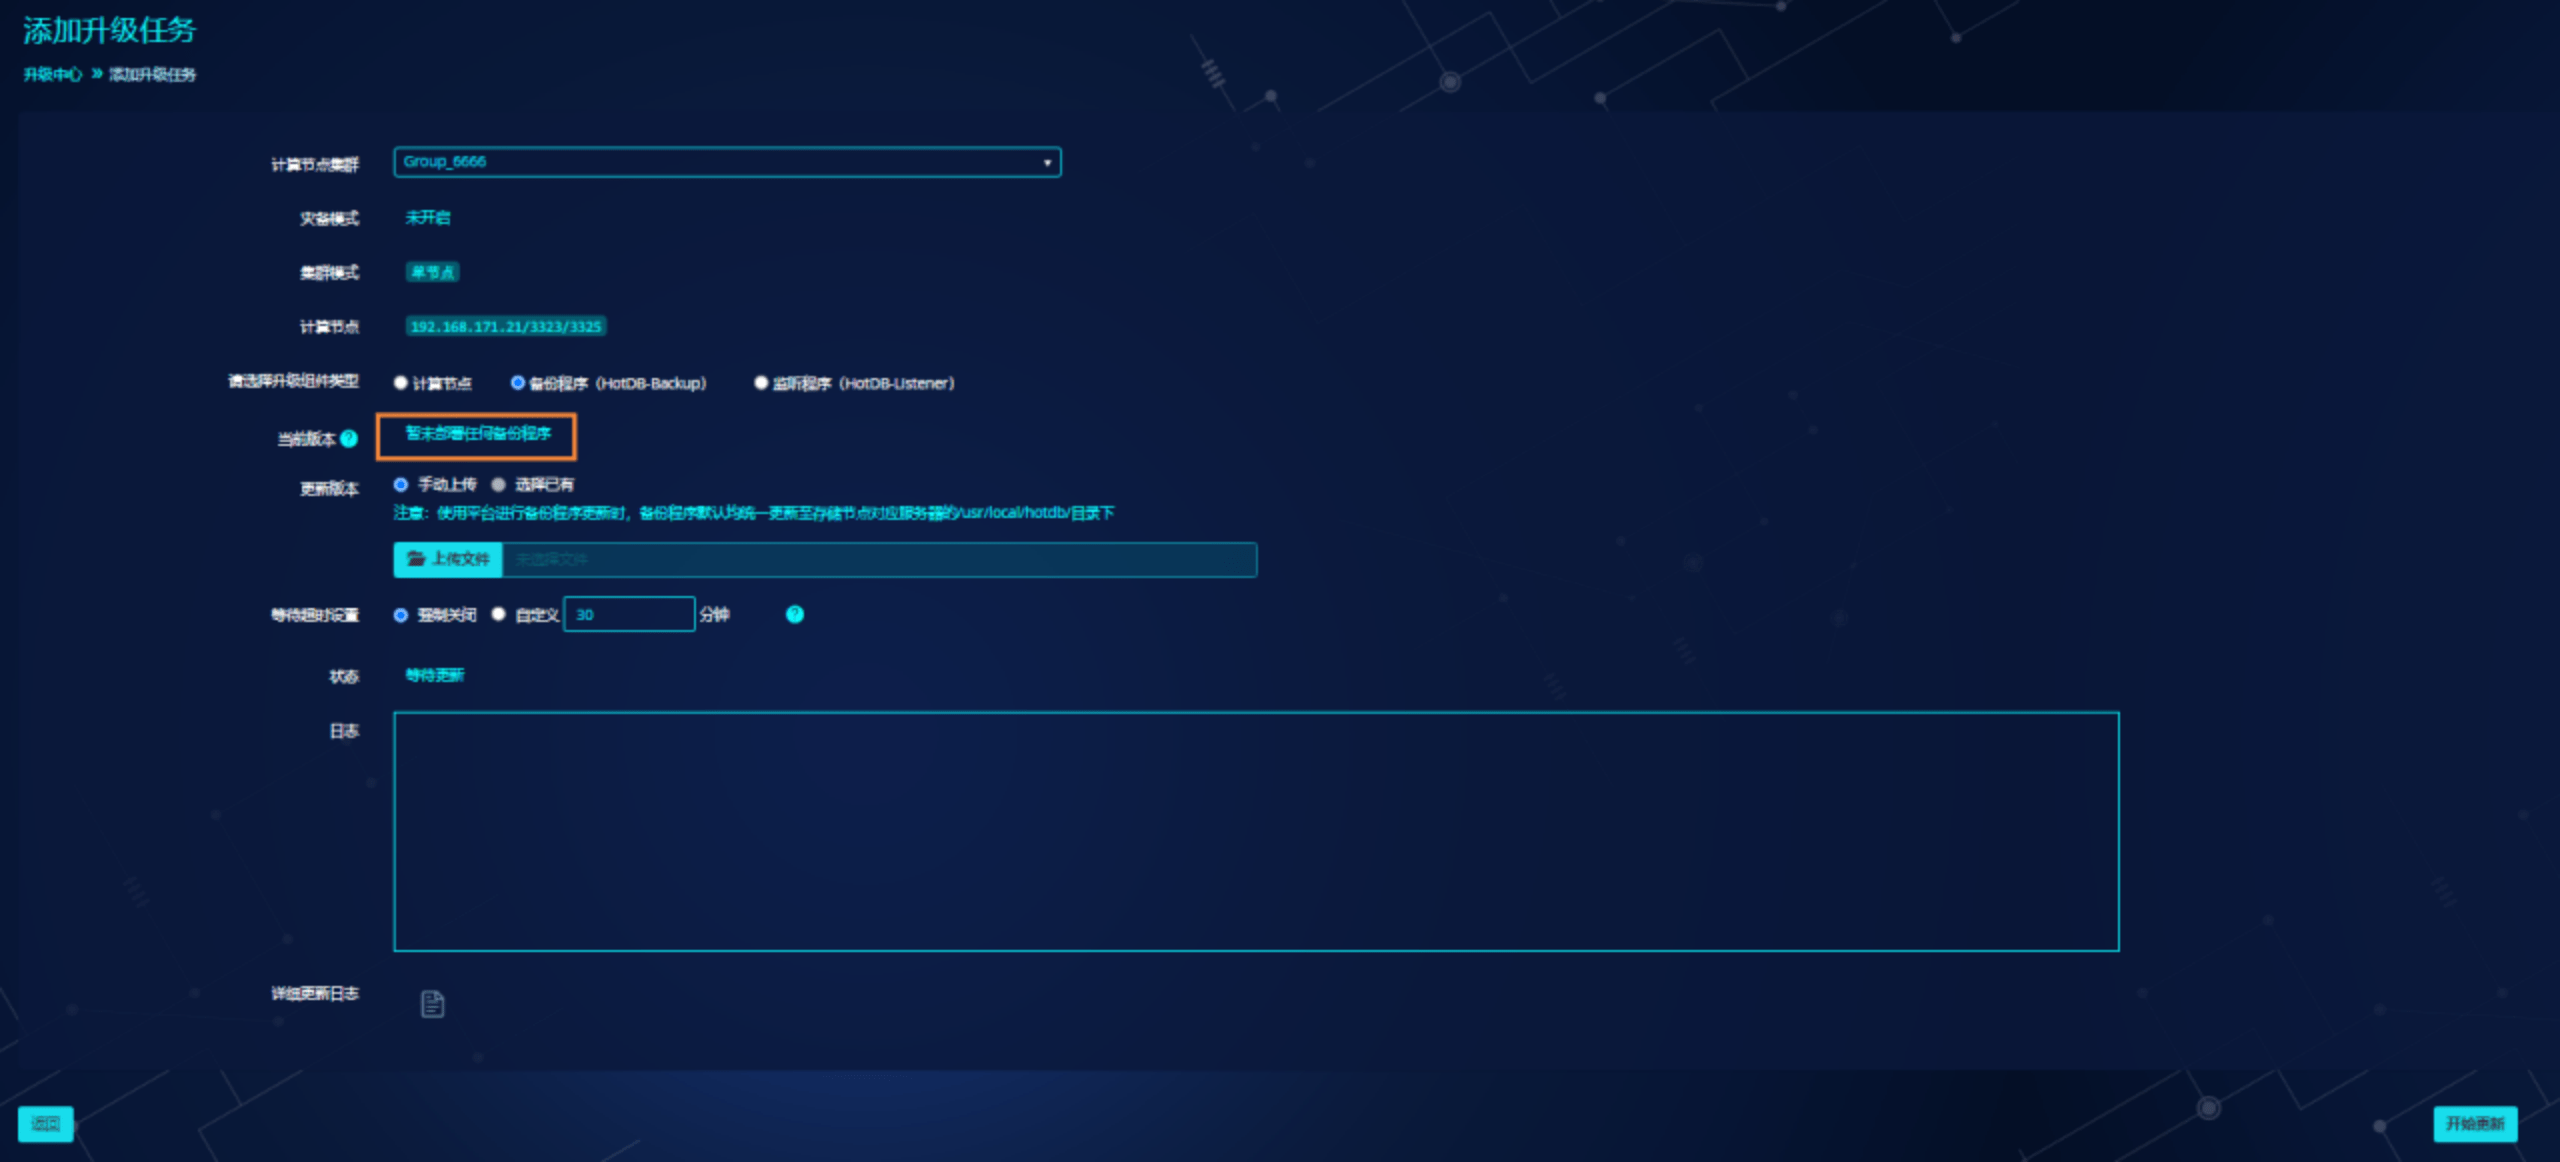 添加升级任务
升级中心 » 添加升级任务
计算节点集群 Group_6666
灾备模式 未开启
集群模式 单节点
计算节点 192.168.171.21/3323/3325
请选择升级组件类型 计算节点 备份程序（HotDB-Backup） 监听程序（HotDB-Listener）
当前版本 ? 暂未部署任何备份程序
更新版本 手动上传 选择已有
注意：使用平台进行备份程序更新时，备份程序默认均统一更新至存储节点对应服务器的/usr/local/hotdb/目录下
上传文件 未选择文件
等待超时设置 强制关闭 自定义 30 分钟 ?
状态 等待更新
日志
详细更新日志
返回 开始更新